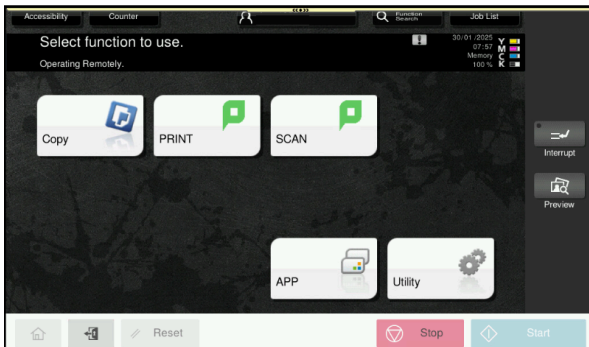 Accessibility
Counter
Function
Search
Job List
Select function to use.
Operating Remotely.
30/01/2025
07:57
Memory
100 %
Y
M
C
K
Copy
PRINT
SCAN
Interrupt
Preview
APP
Utility
Reset
Stop
Start